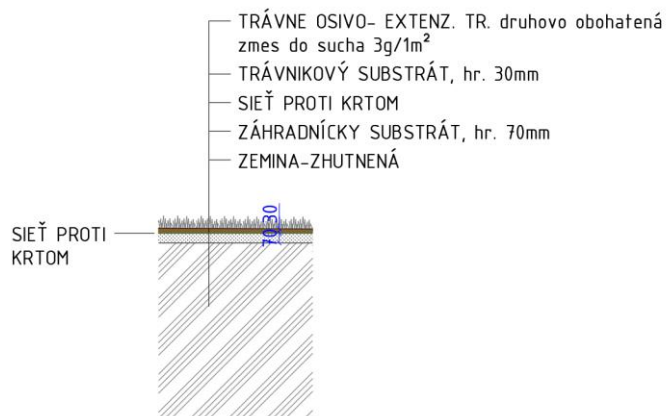 TRÁVNE OSIVO- EXTENZ. TR. druhovo obohatená
zmes do sucha 3g/1m²
TRÁVNIKOVÝ SUBSTRÁT, hr. 30mm
SIEŤ PROTI KRTOM
ZÁHRADNÍCKY SUBSTRÁT, hr. 70mm
ZEMINA-ZHUTNENÁ
SIEŤ PROTI
KRTOM
70 30